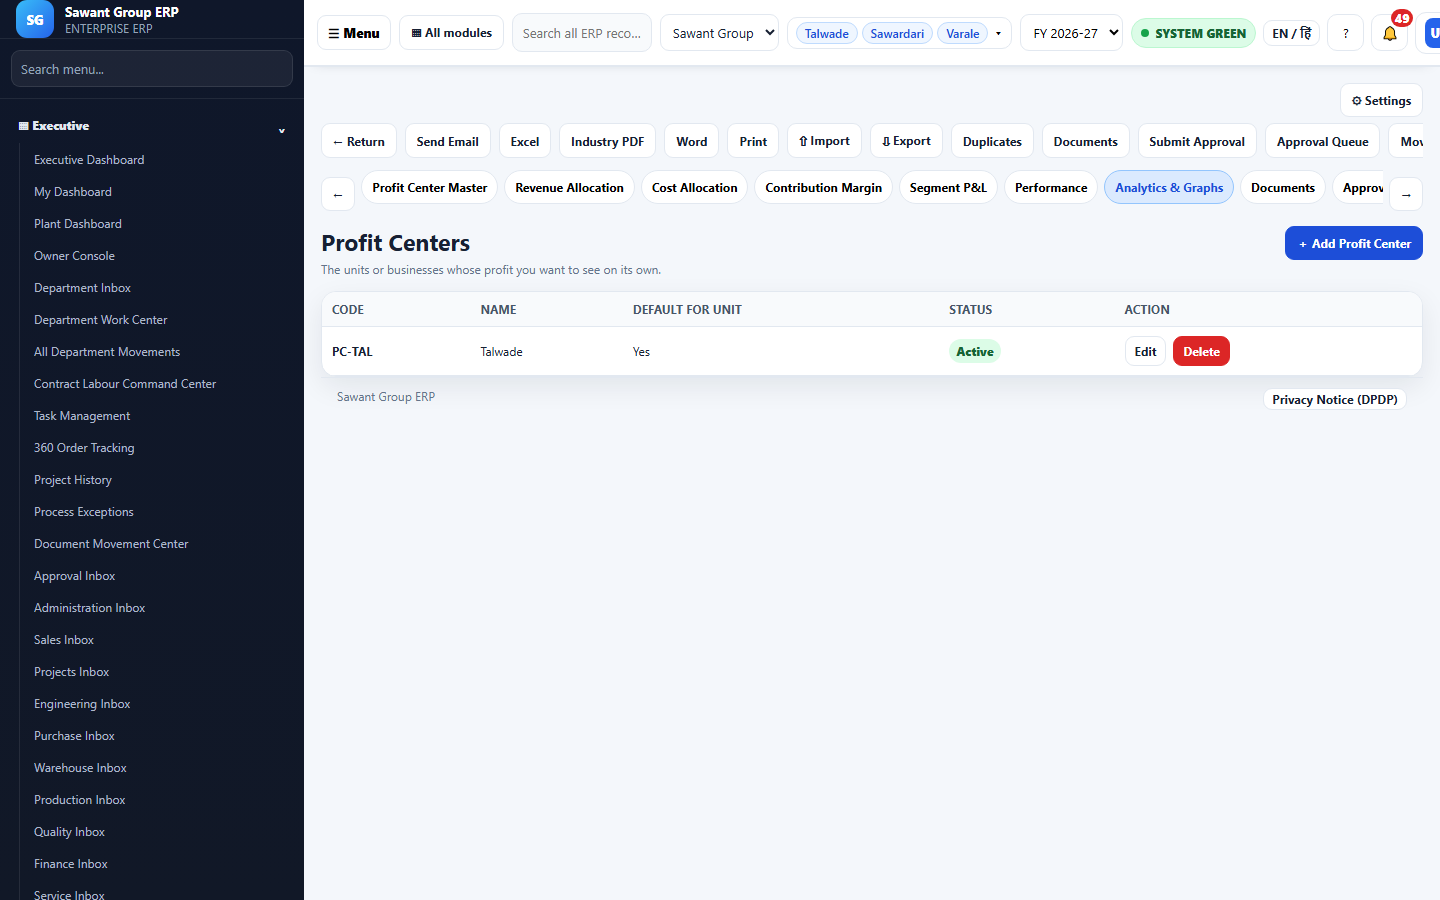 SG
Sawant Group ERP
ENTERPRISE ERP
Search menu...
Executive
Executive Dashboard
My Dashboard
Plant Dashboard
Owner Console
Department Inbox
Department Work Center
All Department Movements
Contract Labour Command Center
Task Management
360 Order Tracking
Project History
Process Exceptions
Document Movement Center
Approval Inbox
Administration Inbox
Sales Inbox
Projects Inbox
Engineering Inbox
Purchase Inbox
Warehouse Inbox
Production Inbox
Quality Inbox
Finance Inbox
Service Inbox
☰ Menu All modules Search all ERP reco... Sawant Group Talwade Sawardari Varale FY 2026-27 SYSTEM GREEN EN / हिं ? 49 U
⚙ Settings
← Return Send Email Excel Industry PDF Word Print ⇧ Import ⇩ Export Duplicates Documents Submit Approval Approval Queue Mov
← Profit Center Master Revenue Allocation Cost Allocation Contribution Margin Segment P&L Performance Analytics & Graphs Documents Approv →
Profit Centers
+ Add Profit Center
The units or businesses whose profit you want to see on its own.
CODE NAME DEFAULT FOR UNIT STATUS ACTION
PC-TAL Talwade Yes Active Edit Delete
Sawant Group ERP
Privacy Notice (DPDP)